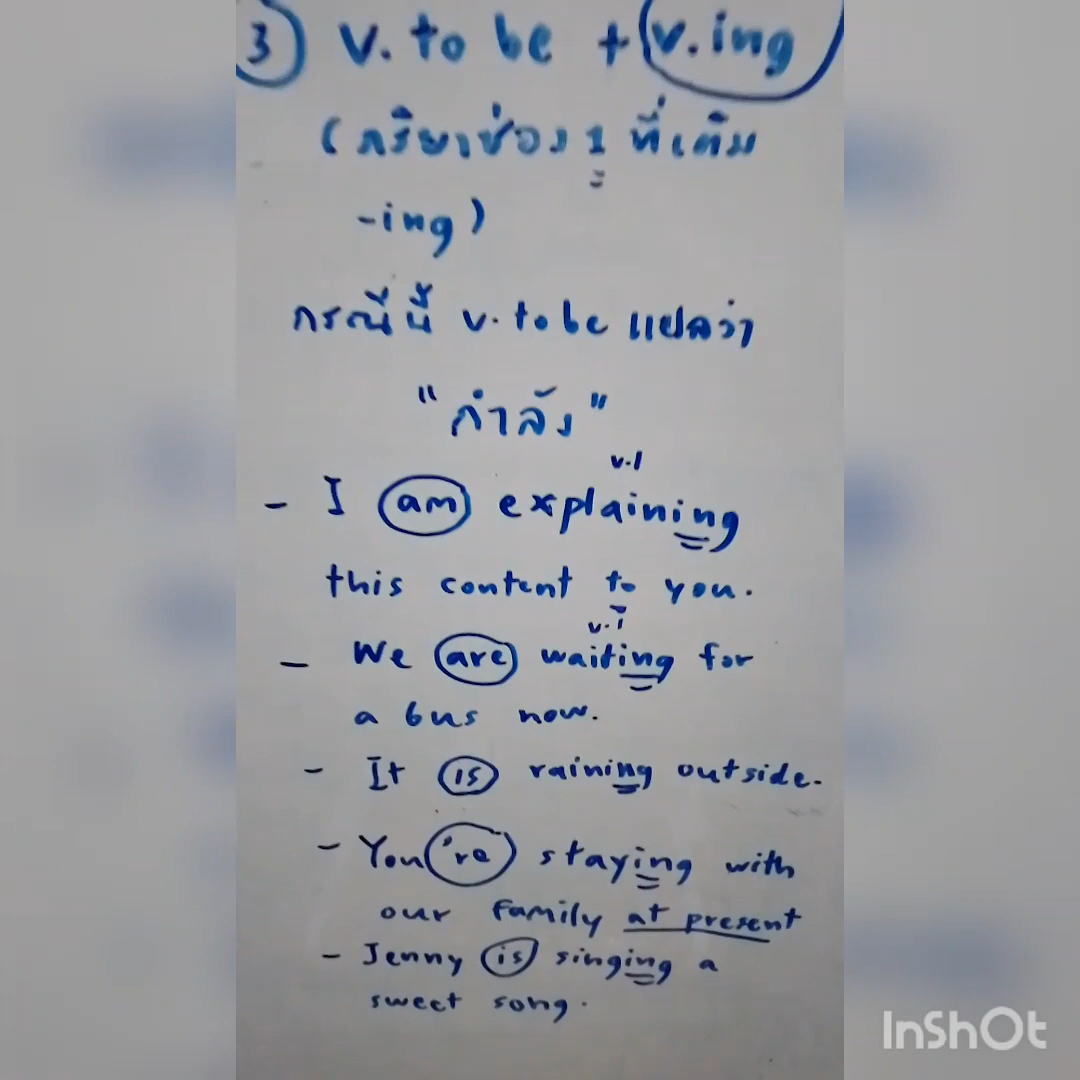 3 v. to be + v. ing
(กริยาช่อง 1 ที่เติม
-ing)
กรณีนี้ v. to be แปลว่า
"กำลัง"
v.1
- I am explaining
this content to you.
v.1
- We are waiting for
a bus now.
- It is raining outside.
- You're staying with
our family at present
- Jenny is singing a
sweet song.
InShOt